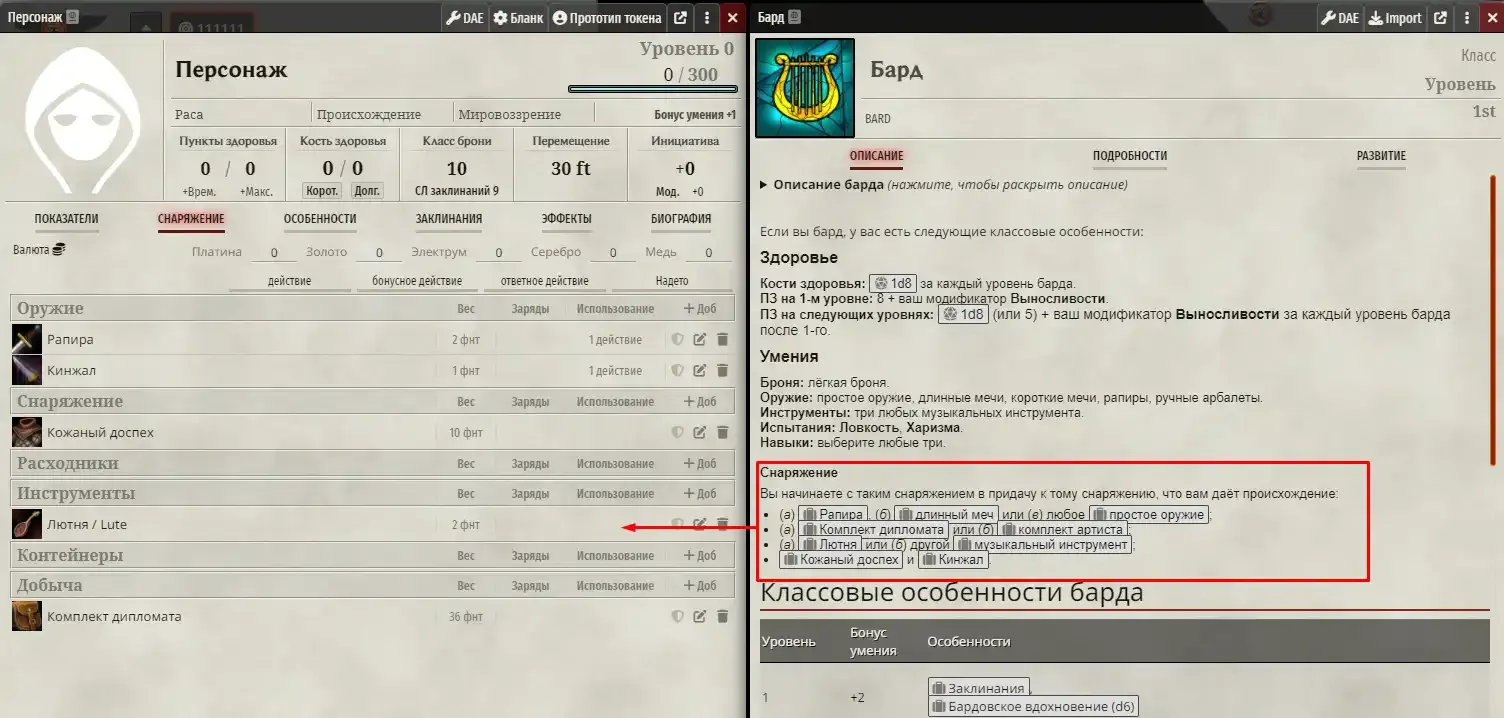 Персонаж
DAE Бланк Прототип токена
111111
Персонаж
Уровень 0
0 / 300
Раса Происхождение Мировоззрение Бонус умения +1
Пункты здоровья Кость здоровья Класс брони Перемещение Инициатива
0 / 0 0 / 0 10 30 ft +0
+Врем. +Макс. Корот. Долг. СЛ заклинаний 9 Мод. +0
ПОКАЗАТЕЛИ СНАРЯЖЕНИЕ ОСОБЕННОСТИ ЗАКЛИНАНИЯ ЭФФЕКТЫ БИОГРАФИЯ
Валюта Платина 0 Золото 0 Электрум 0 Серебро 0 Медь 0
действие бонусное действие ответное действие Надето
Оружие Вес Заряды Использование + Доб
Рапира 2 фнт 1 действие
Кинжал 1 фнт 1 действие
Снаряжение Вес Заряды Использование + Доб
Кожаный доспех 10 фнт
Расходники Вес Заряды Использование + Доб
Инструменты Вес Заряды Использование + Доб
Лютня / Lute 2 фнт
Контейнеры Вес Заряды Использование + Доб
Добыча Вес Заряды Использование + Доб
Комплект дипломата 36 фнт
Бард
DAE Import
Бард
Класс
Уровень
1st
BARD
ОПИСАНИЕ ПОДРОБНОСТИ РАЗВИТИЕ
Описание барда (нажмите, чтобы раскрыть описание)
Если вы бард, у вас есть следующие классовые особенности:
Здоровье
Кости здоровья: 1d8 за каждый уровень барда.
ПЗ на 1-м уровне: 8 + ваш модификатор Выносливости.
ПЗ на следующих уровнях: 1d8 (или 5) + ваш модификатор Выносливости за каждый уровень барда
после 1-го.
Умения
Броня: лёгкая броня.
Оружие: простое оружие, длинные мечи, короткие мечи, рапиры, ручные арбалеты.
Инструменты: три любых музыкальных инструмента.
Испытания: Ловкость, Харизма.
Навыки: выберите любые три.
Снаряжение
Вы начинаете с таким снаряжением в придачу к тому снаряжению, что вам даёт происхождение:
• (а) Рапира, (б) длинный меч или (в) любое простое оружие;
• (а) Комплект дипломата или (б) комплект артиста;
• (а) Лютня или (б) другой музыкальный инструмент;
• Кожаный доспех и Кинжал.
Классовые особенности барда
Уровень Бонус умения Особенности
1 +2 Заклинания,
Бардовское вдохновение (d6)